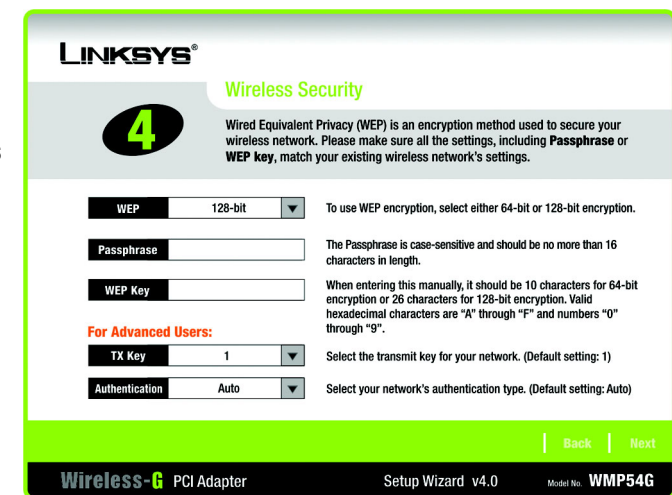 LINKSYS®
Wireless Security
4
Wired Equivalent Privacy (WEP) is an encryption method used to secure your
wireless network. Please make sure all the settings, including Passphrase or
WEP key, match your existing wireless network's settings.
WEP
128-bit
To use WEP encryption, select either 64-bit or 128-bit encryption.
Passphrase
The Passphrase is case-sensitive and should be no more than 16
characters in length.
WEP Key
When entering this manually, it should be 10 characters for 64-bit
encryption or 26 characters for 128-bit encryption. Valid
hexadecimal characters are “A” through “F” and numbers “0”
through “9”.
For Advanced Users:
TX Key
1
Select the transmit key for your network. (Default setting: 1)
Authentication
Auto
Select your network's authentication type. (Default setting: Auto)
Back
Next
Wireless-G PCI Adapter
Setup Wizard v4.0
Model No. WMP54G